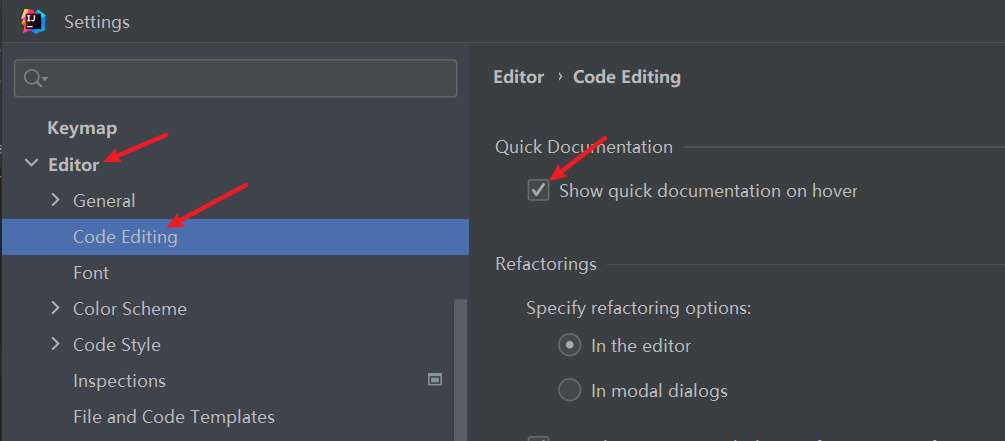 IJ
Settings
Keymap
Editor
General
Code Editing
Font
Color Scheme
Code Style
Inspections
File and Code Templates
Editor › Code Editing
Quick Documentation
Show quick documentation on hover
Refactorings
Specify refactoring options:
In the editor
In modal dialogs